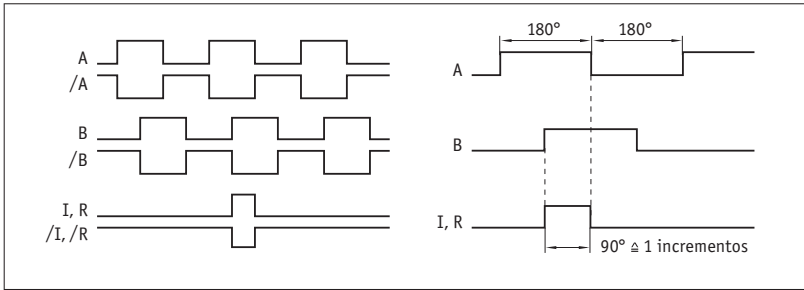 A
/A
B
/B
I, R
/I, /R
180° 180°
A
B
I, R
90° ≙ 1 incrementos